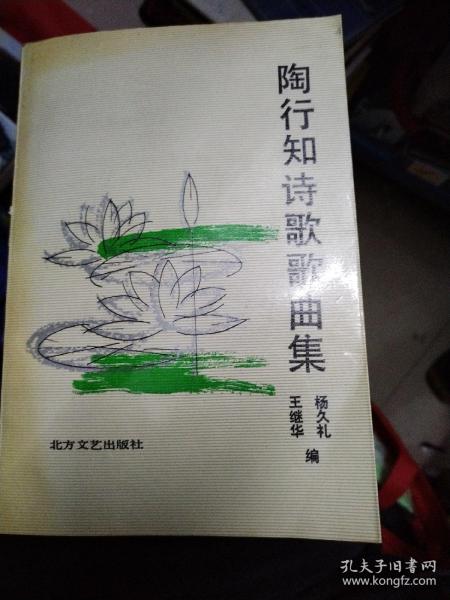 陶行知诗歌歌曲集
杨久礼
王继华
编
北方文艺出版社
孔夫子旧书网
www.kongfz.com